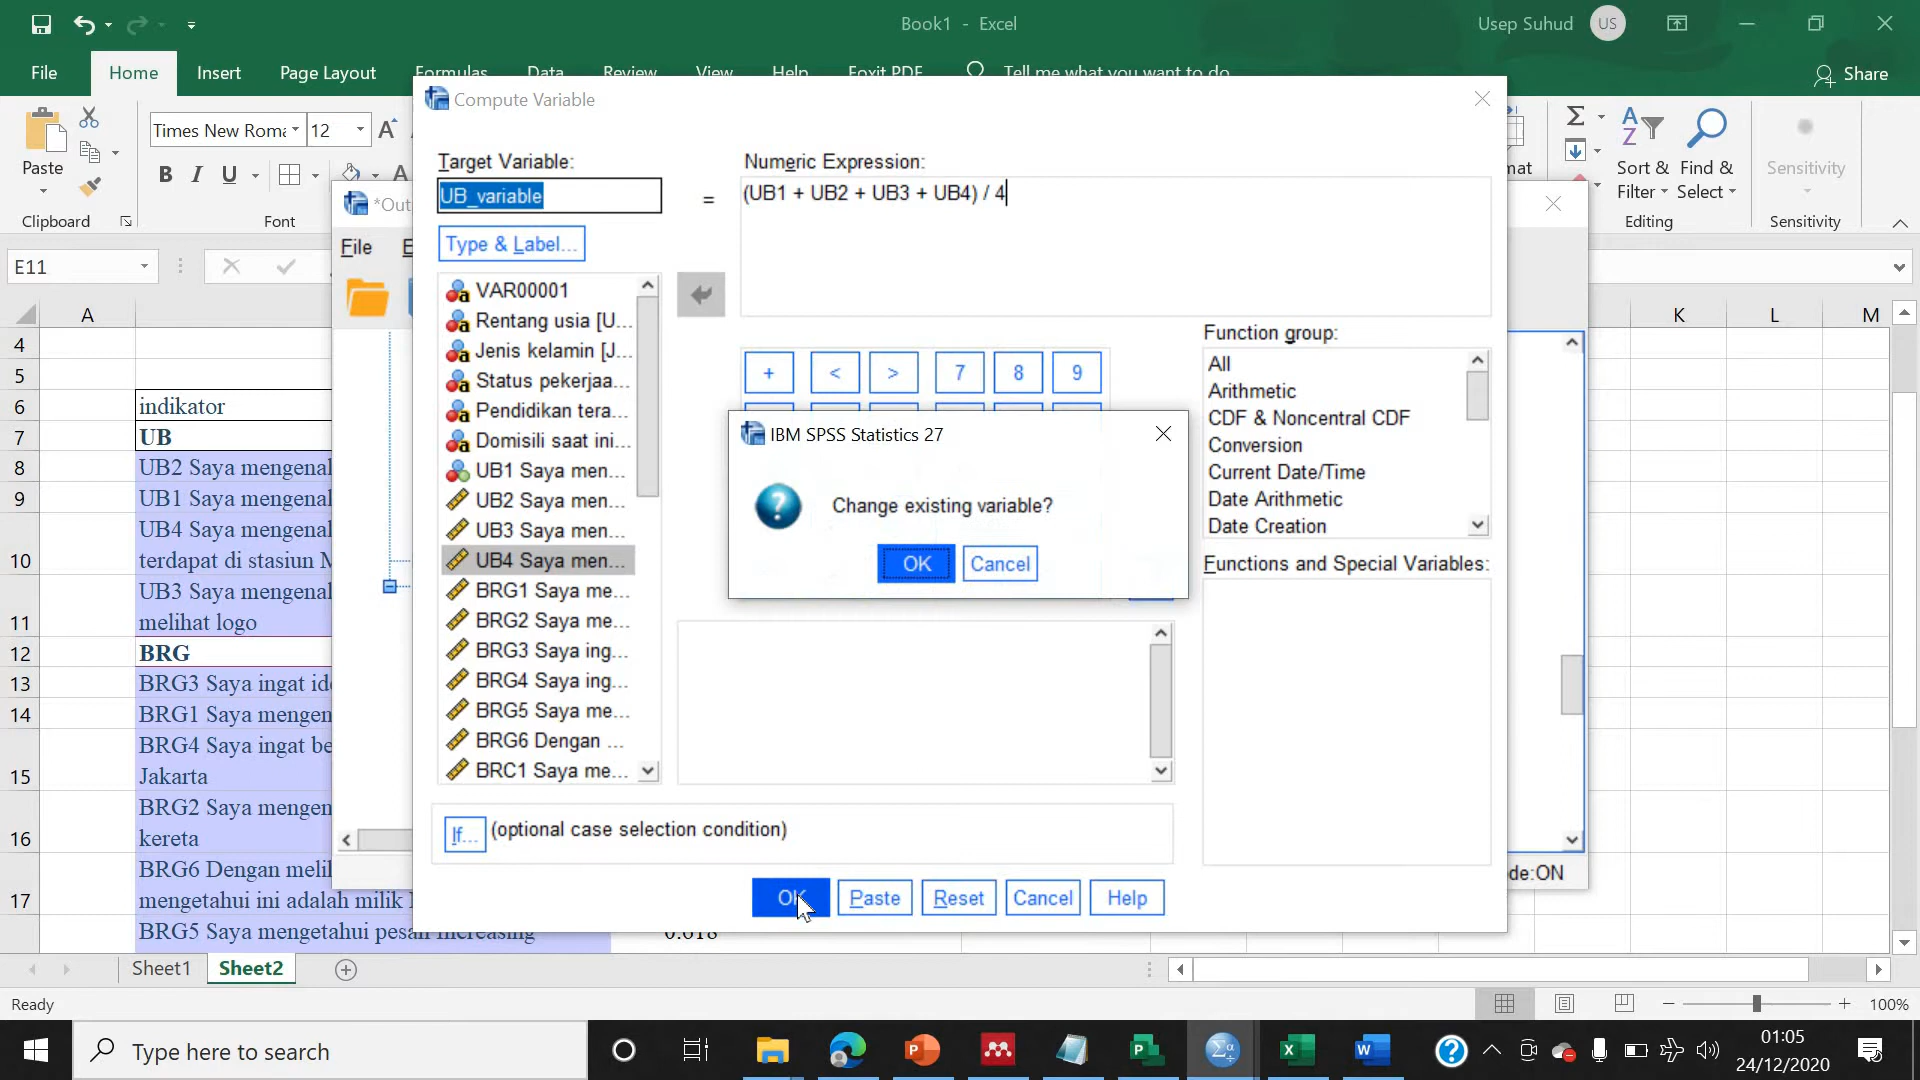 Book1 - Excel
Usep Suhud
US
File
Home
Insert
Page Layout
Formulas
Data
Review
View
Help
Foxit PDF
Tell me what you want to do
Share
Paste
Times New Roma
12
B I U
Clipboard
Sort & Filter
Find & Select
Editing
Sensitivity
Sensitivity
E11
A
K
L
M
4
5
6
indikator
7
UB
8
UB2 Saya mengenal
9
UB1 Saya mengenal
UB4 Saya mengenal
10
terdapat di stasiun M
UB3 Saya mengenal
11
melihat logo
12
BRG
13
BRG3 Saya ingat ide
14
BRG1 Saya mengen
BRG4 Saya ingat be
15
Jakarta
BRG2 Saya mengen
16
kereta
BRG6 Dengan melih
17
mengetahui ini adalah milik
BRG5 Saya mengetahui pesan increasing
0.618
Sheet1
Sheet2
Ready
100%
*Out
File
E
de:ON
Compute Variable
Target Variable:
UB_variable
=
Numeric Expression:
(UB1 + UB2 + UB3 + UB4) / 4
Type & Label...
VAR00001
Rentang usia [U...
Jenis kelamin [J...
Status pekerjaa...
Pendidikan tera...
Domisili saat ini...
UB1 Saya men...
UB2 Saya men...
UB3 Saya men...
UB4 Saya men...
BRG1 Saya me...
BRG2 Saya me...
BRG3 Saya ing...
BRG4 Saya ing...
BRG5 Saya me...
BRG6 Dengan ...
BRC1 Saya me...
+ < > 7 8 9
Function group:
All
Arithmetic
CDF & Noncentral CDF
Conversion
Current Date/Time
Date Arithmetic
Date Creation
Functions and Special Variables:
IBM SPSS Statistics 27
Change existing variable?
OK
Cancel
If...
(optional case selection condition)
OK
Paste
Reset
Cancel
Help
Type here to search
01:05
24/12/2020